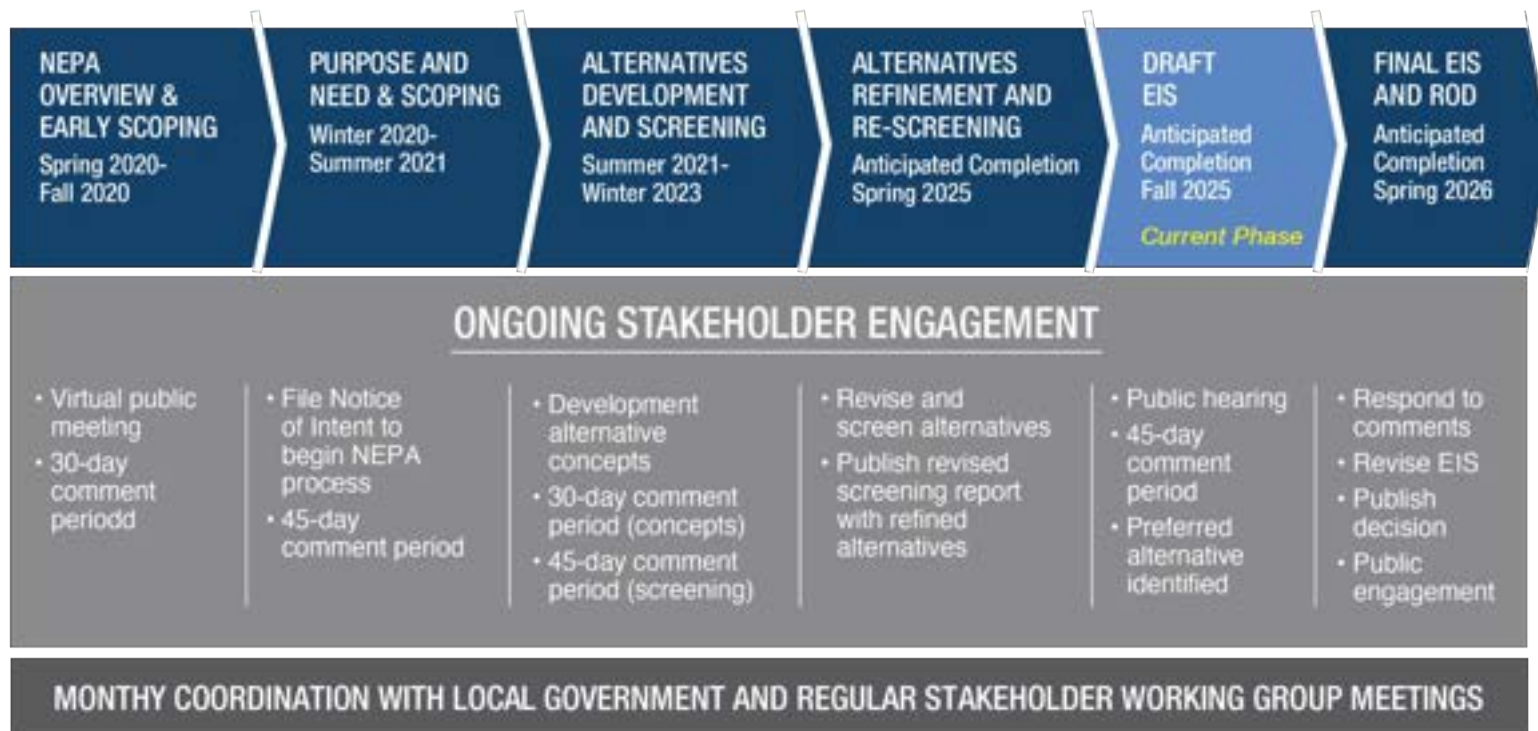 NEPA
OVERVIEW &
EARLY SCOPING
Spring 2020-
Fall 2020
PURPOSE AND
NEED & SCOPING
Winter 2020-
Summer 2021
ALTERNATIVES
DEVELOPMENT
AND SCREENING
Summer 2021-
Winter 2023
ALTERNATIVES
REFINEMENT AND
RE-SCREENING
Anticipated Completion
Spring 2025
DRAFT
EIS
Anticipated
Completion
Fall 2025
Current Phase
FINAL EIS
AND ROD
Anticipated
Completion
Spring 2026
ONGOING STAKEHOLDER ENGAGEMENT
• Virtual public
meeting
• 30-day
comment
periodd
• File Notice
of Intent to
begin NEPA
process
• 45-day
comment period
• Development
alternative
concepts
• 30-day comment
period (concepts)
• 45-day comment
period (screening)
• Revise and
screen alternatives
• Publish revised
screening report
with refined
alternatives
• Public hearing
• 45-day
comment
period
• Preferred
alternative
identified
• Respond to
comments
• Revise EIS
• Publish
decision
• Public
engagement
MONTHY COORDINATION WITH LOCAL GOVERNMENT AND REGULAR STAKEHOLDER WORKING GROUP MEETINGS